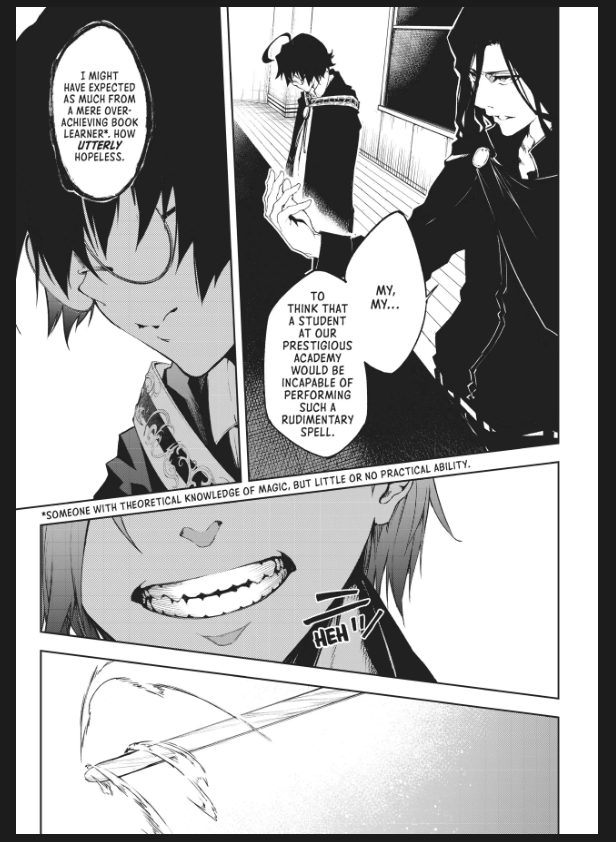 MY,
MY...
TO
THINK THAT
A STUDENT
AT OUR
PRESTIGIOUS
ACADEMY
WOULD BE
INCAPABLE OF
PERFORMING
SUCH A
RUDIMENTARY
SPELL.
I MIGHT
HAVE EXPECTED
AS MUCH FROM
A MERE OVER-
ACHIEVING BOOK
LEARNER*. HOW
UTTERLY
HOPELESS.
*SOMEONE WITH THEORETICAL KNOWLEDGE OF MAGIC, BUT LITTLE OR NO PRACTICAL ABILITY.
HEH